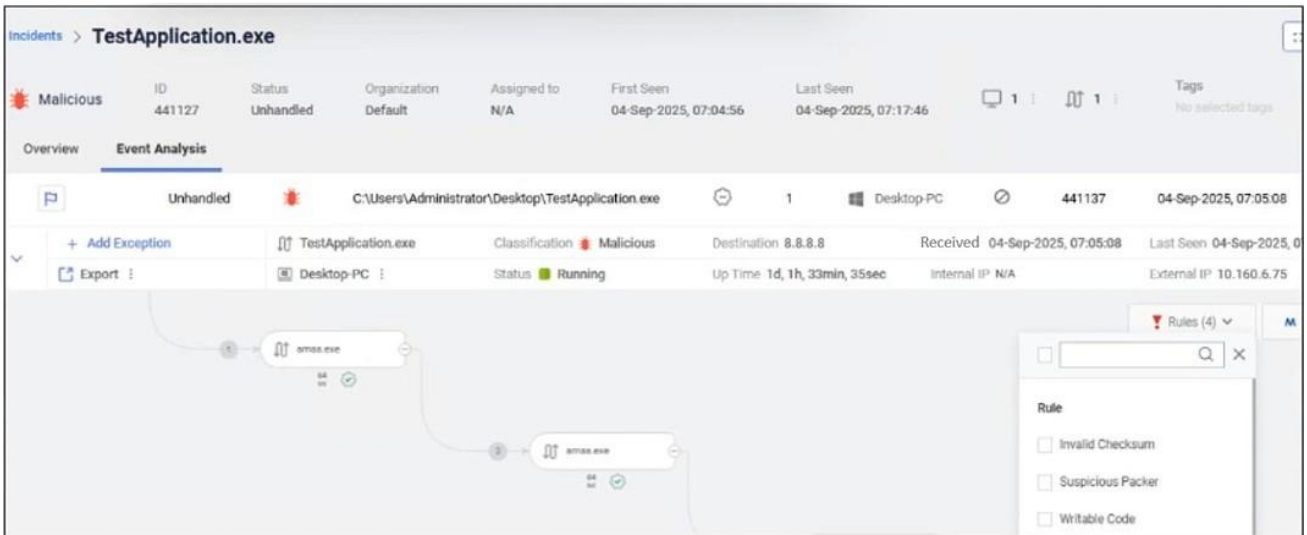 Incidents > TestApplication.exe
Malicious
ID
441127
Status
Unhandled
Organization
Default
Assigned to
N/A
First Seen
04-Sep-2025, 07:04:56
Last Seen
04-Sep-2025, 07:17:46
1
1
Tags
No selected tags
Overview Event Analysis
Unhandled C:\Users\Administrator\Desktop\TestApplication.exe 1 Desktop-PC 441137 04-Sep-2025, 07:05:08
+ Add Exception TestApplication.exe Classification Malicious Destination 8.8.8.8 Received 04-Sep-2025, 07:05:08 Last Seen 04-Sep-2025, 0
Export Desktop-PC Status Running Up Time 1d, 1h, 33min, 35sec Internal IP N/A External IP 10.160.6.75
Rules (4) M
1
64
bit
Rule
Invalid Checksum
Suspicious Packer
Writable Code